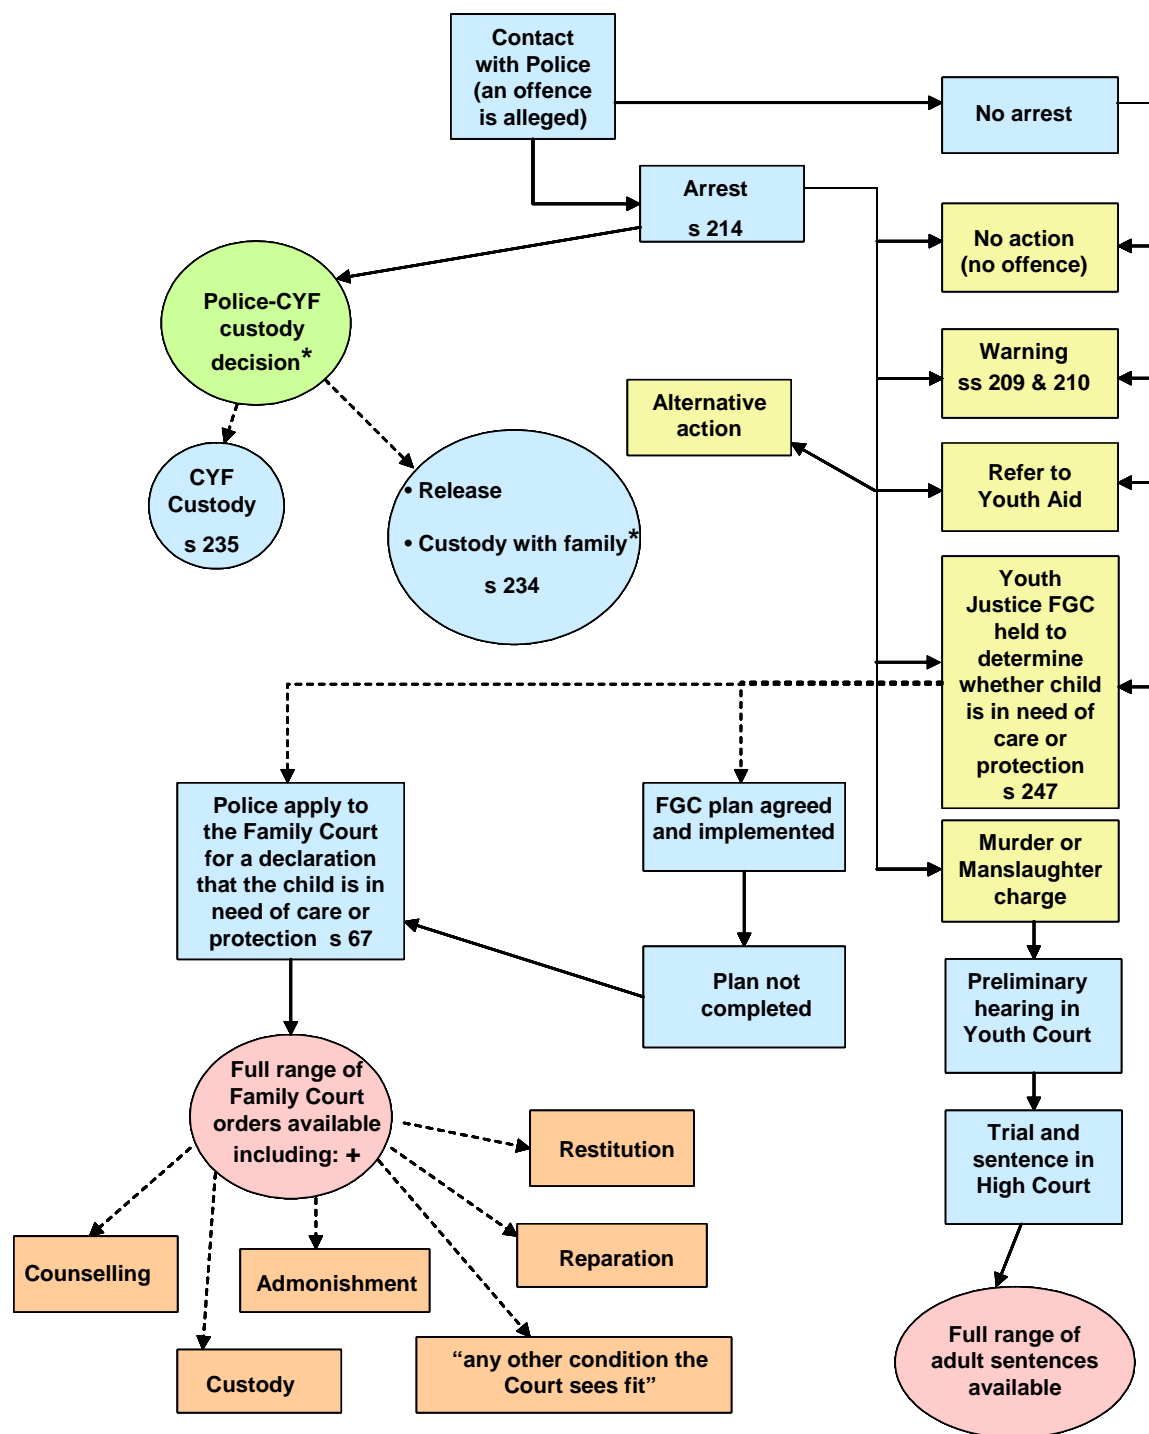 Contact
with Police
(an offence
is alleged)
No arrest
Arrest
s 214
No action
(no offence)
Police-CYF
custody
decision*
Warning
ss 209 & 210
Alternative
action
CYF
Custody
s 235
• Release
• Custody with family*
s 234
Refer to
Youth Aid
Youth
Justice FGC
held to
determine
whether child
is in need of
care or
protection
s 247
Police apply to
the Family Court
for a declaration
that the child is in
need of care or
protection s 67
FGC plan agreed
and implemented
Murder or
Manslaughter
charge
Plan not
completed
Preliminary
hearing in
Youth Court
Full range of
Family Court
orders available
including: +
Trial and
sentence in
High Court
Restitution
Reparation
Counselling
Admonishment
Custody
“any other condition the
Court sees fit”
Full range of
adult sentences
available